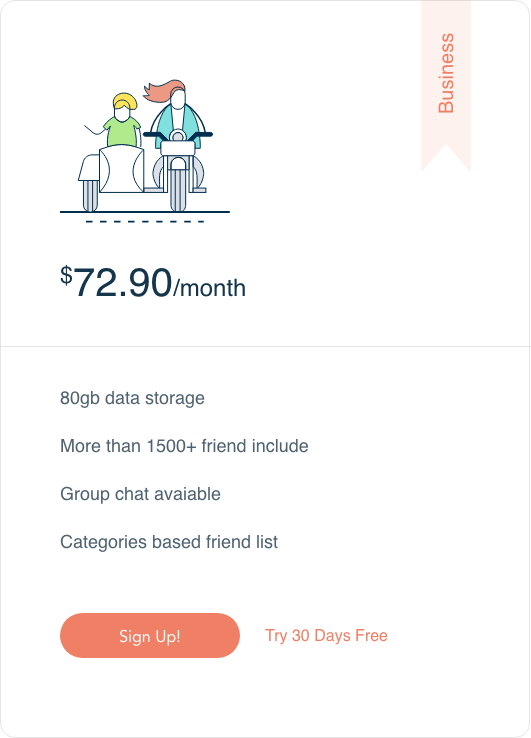 Business
$72.90/month
80gb data storage
More than 1500+ friend include
Group chat avaiable
Categories based friend list
Sign Up!
Try 30 Days Free